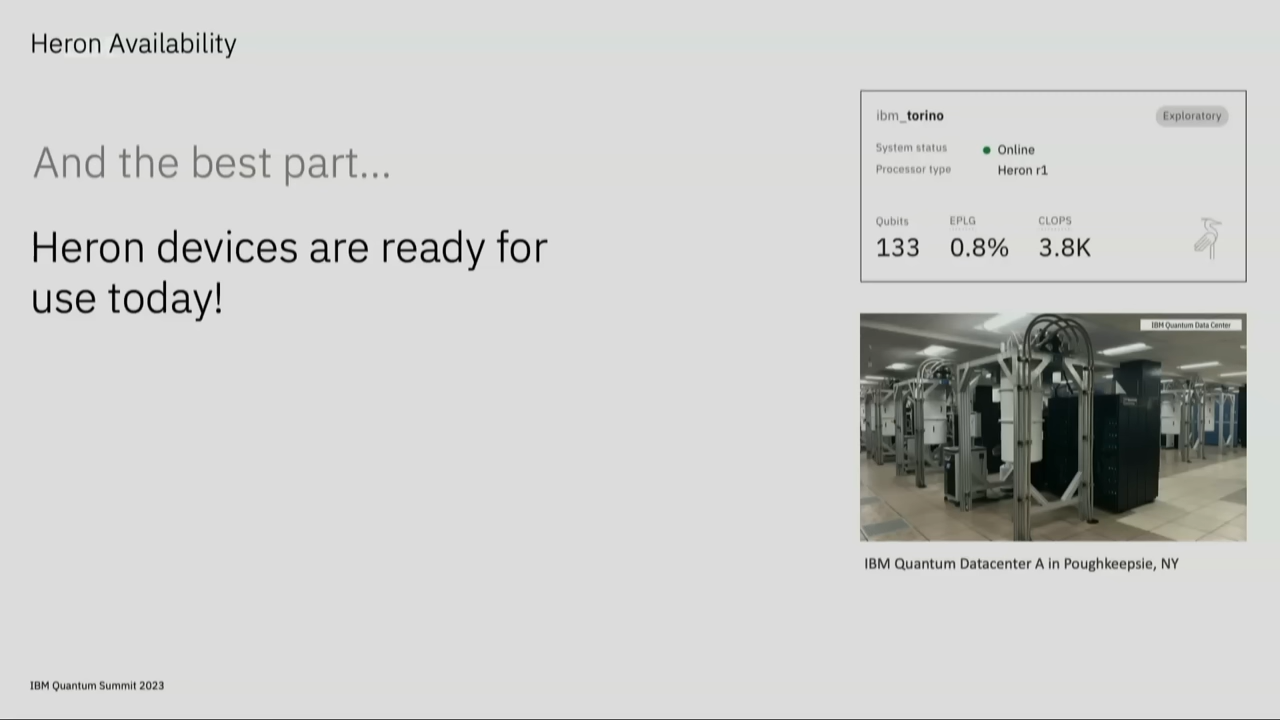 Heron Availability
And the best part...
Heron devices are ready for
use today!
ibm_torino
Exploratory
System status
Online
Processor type
Heron r1
Qubits
EPLG
CLOPS
133
0.8%
3.8K
IBM Quantum Data Center
IBM Quantum Datacenter A in Poughkeepsie, NY
IBM Quantum Summit 2023